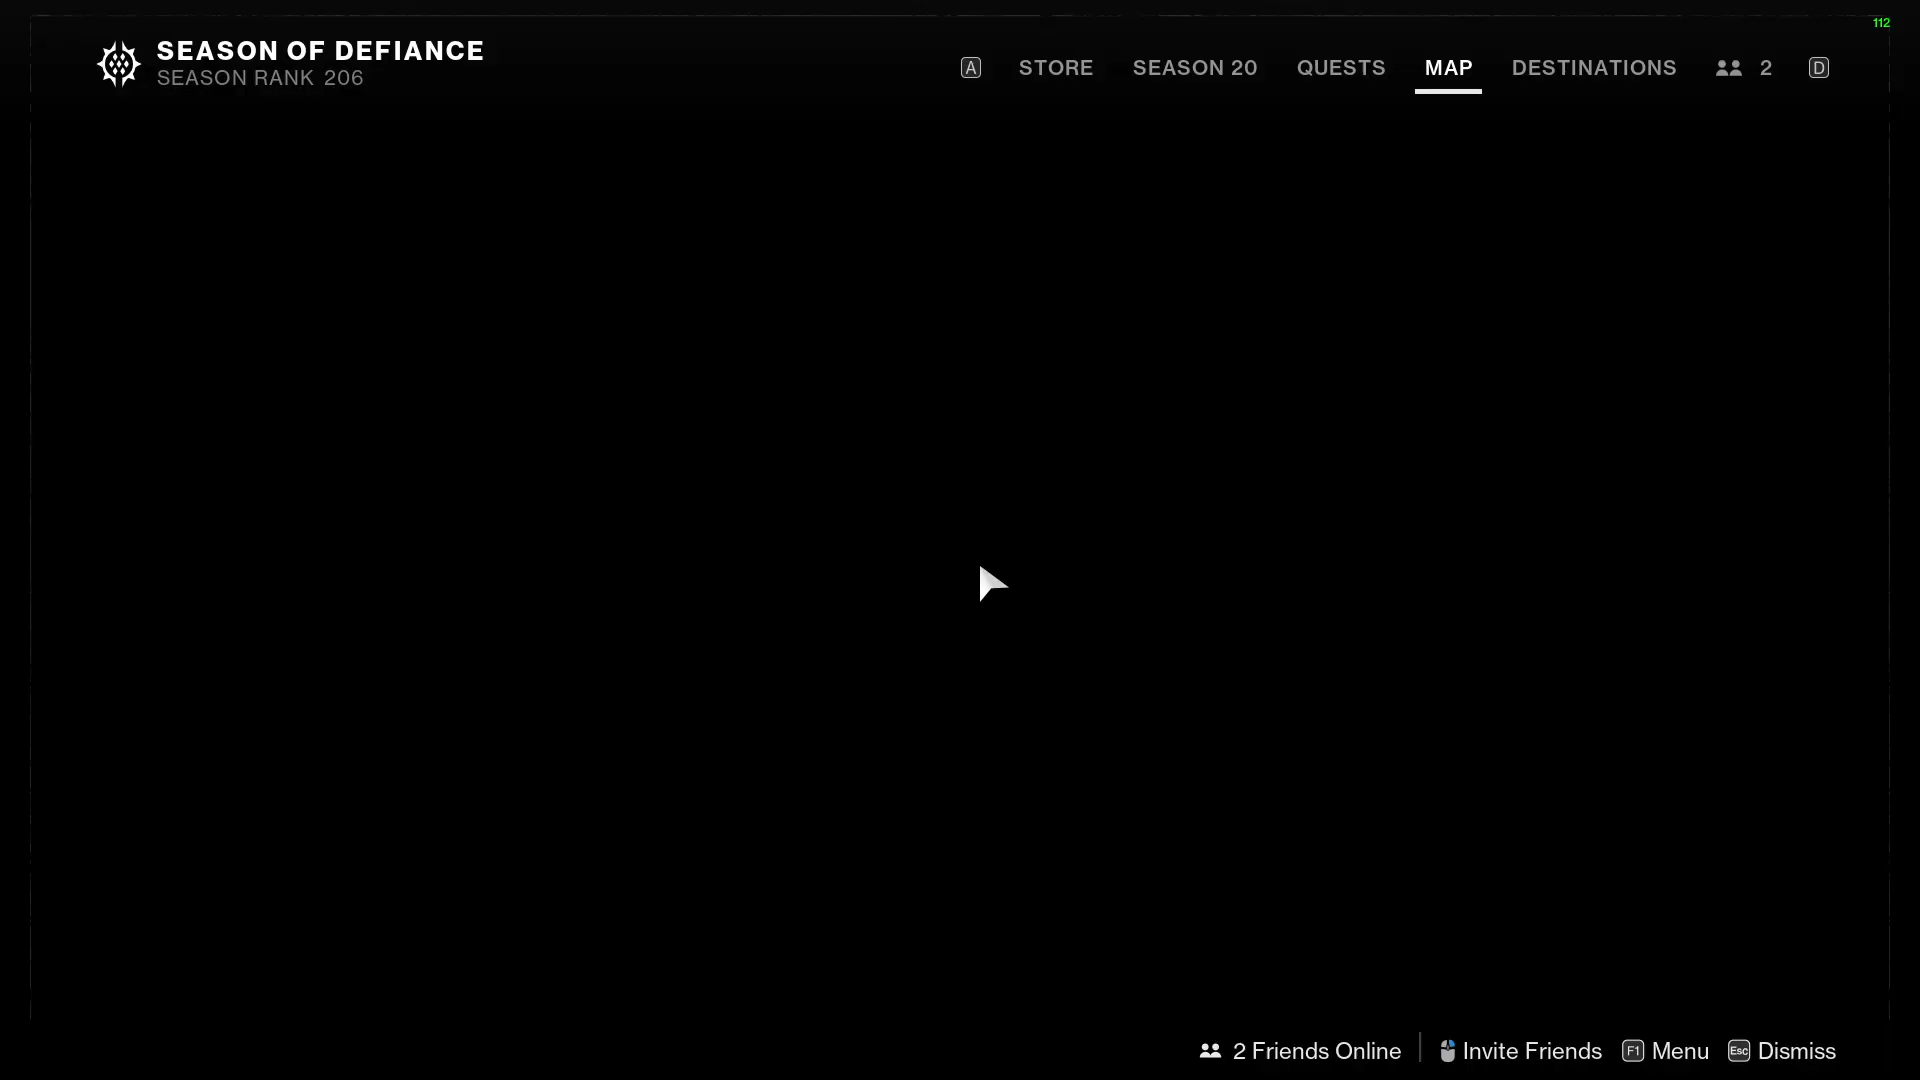 112
SEASON OF DEFIANCE
SEASON RANK 206
A STORE SEASON 20 QUESTS MAP DESTINATIONS 2 D
2 Friends Online Invite Friends F1 Menu Esc Dismiss